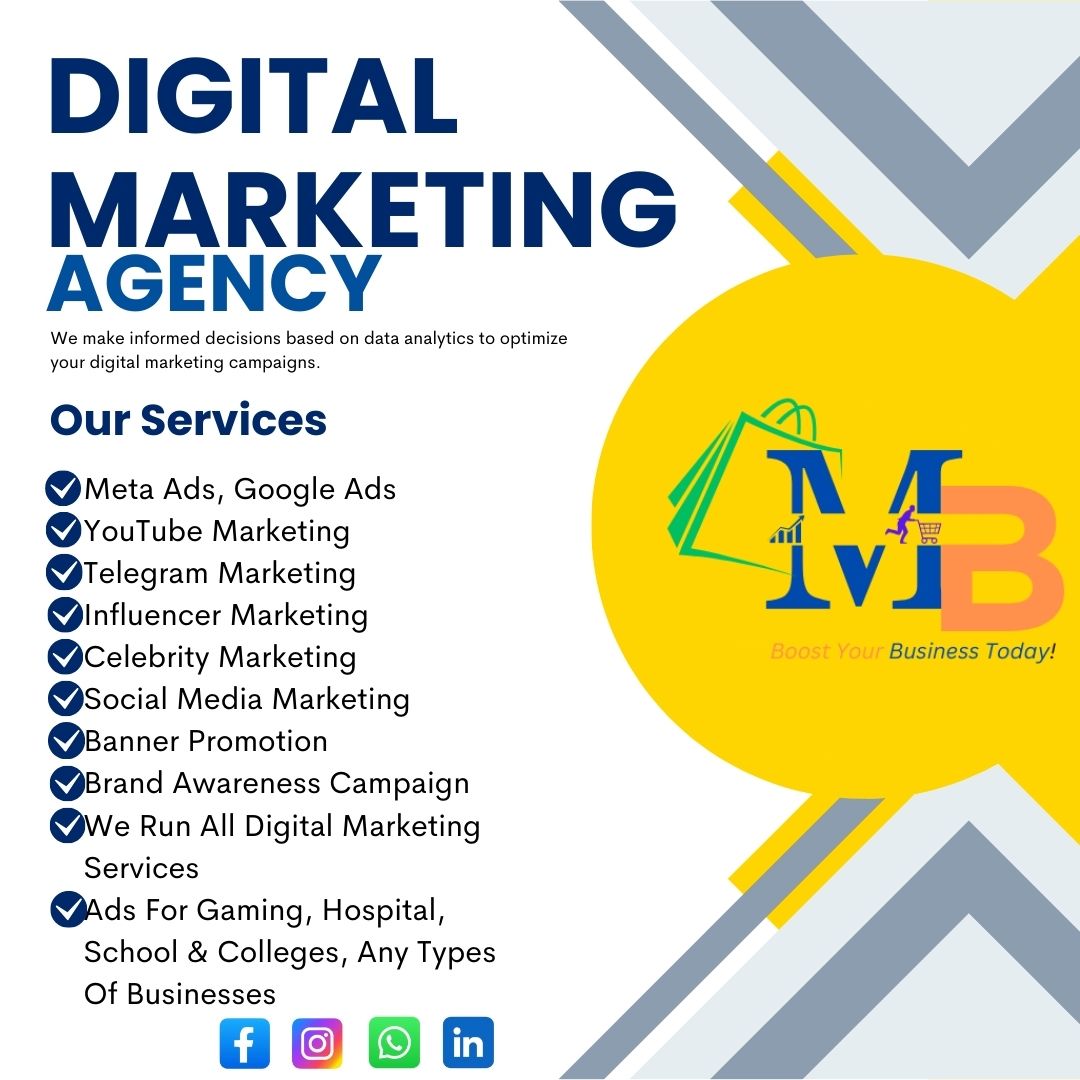 DIGITAL
MARKETING
AGENCY
We make informed decisions based on data analytics to optimize
your digital marketing campaigns.
Our Services
Meta Ads, Google Ads
YouTube Marketing
Telegram Marketing
Influencer Marketing
Celebrity Marketing
Social Media Marketing
Banner Promotion
Brand Awareness Campaign
We Run All Digital Marketing
Services
Ads For Gaming, Hospital,
School & Colleges, Any Types
Of Businesses
MB
Boost Your Business Today!